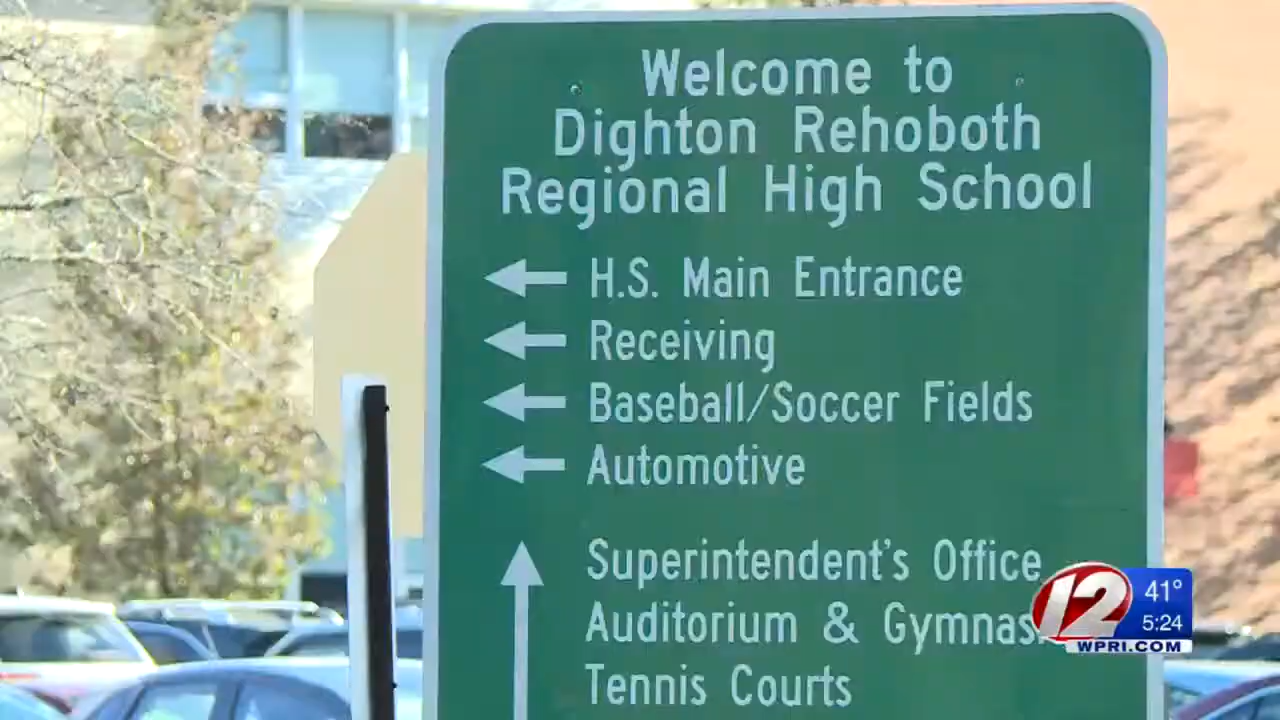 Welcome to
Dighton Rehoboth
Regional High School
← H.S. Main Entrance
← Receiving
← Baseball/Soccer Fields
← Automotive
Superintendent's Office
↑ Auditorium &
Tennis Courts
12
41°
5:24
WPRI.COM